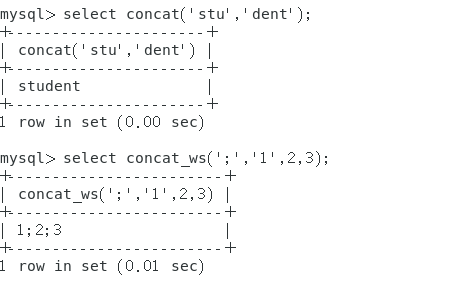 mysql> select concat('stu','dent');
+----------------------+
| concat('stu','dent') |
+----------------------+
| student              |
+----------------------+
1 row in set (0.00 sec)

mysql> select concat_ws(';','1',2,3);
+------------------------+
| concat_ws(';','1',2,3) |
+------------------------+
| 1;2;3                  |
+------------------------+
1 row in set (0.01 sec)